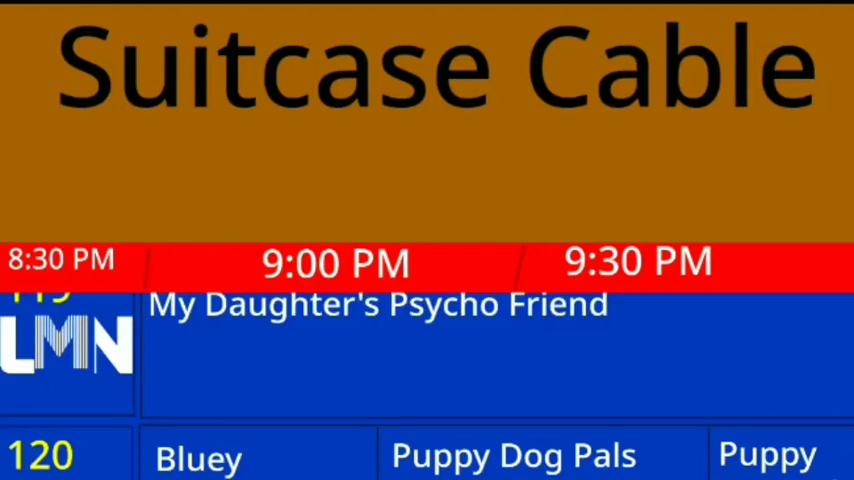 Suitcase Cable
8:30 PM 9:00 PM 9:30 PM
119
My Daughter's Psycho Friend
LMN
120 Bluey Puppy Dog Pals Puppy